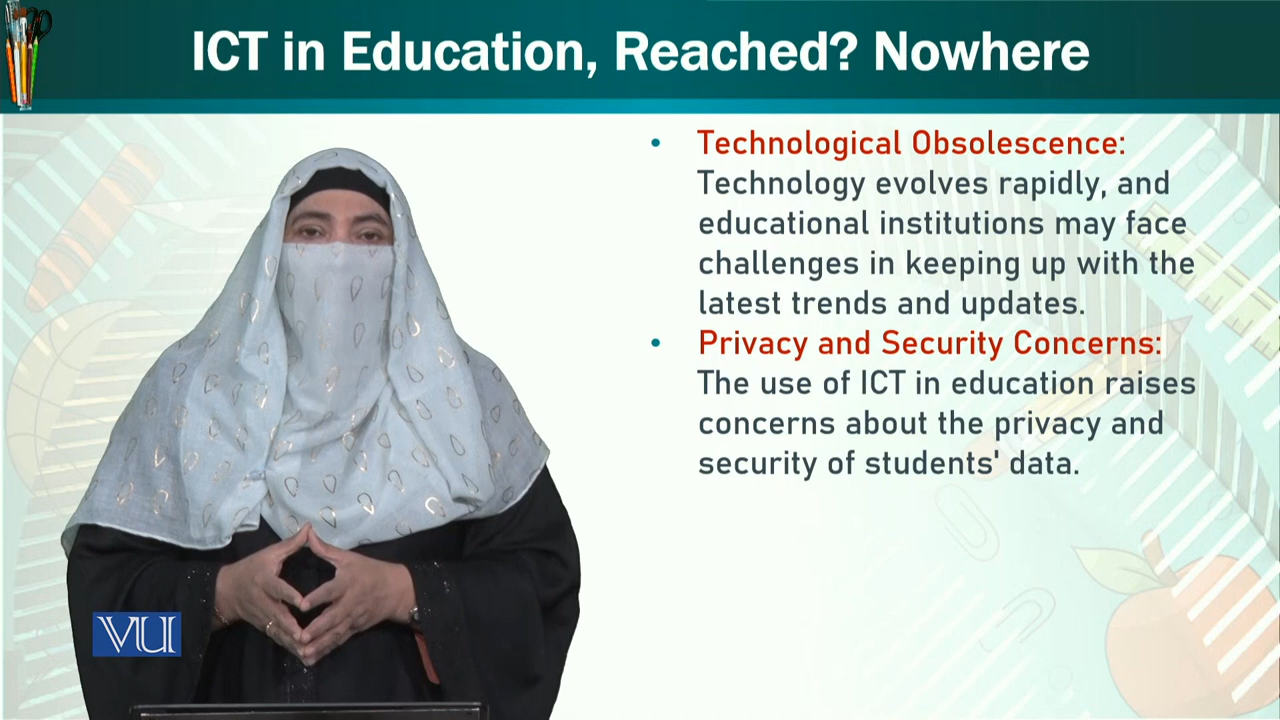 ICT in Education, Reached? Nowhere
• Technological Obsolescence:
Technology evolves rapidly, and
educational institutions may face
challenges in keeping up with the
latest trends and updates.
• Privacy and Security Concerns:
The use of ICT in education raises
concerns about the privacy and
security of students' data.
VU